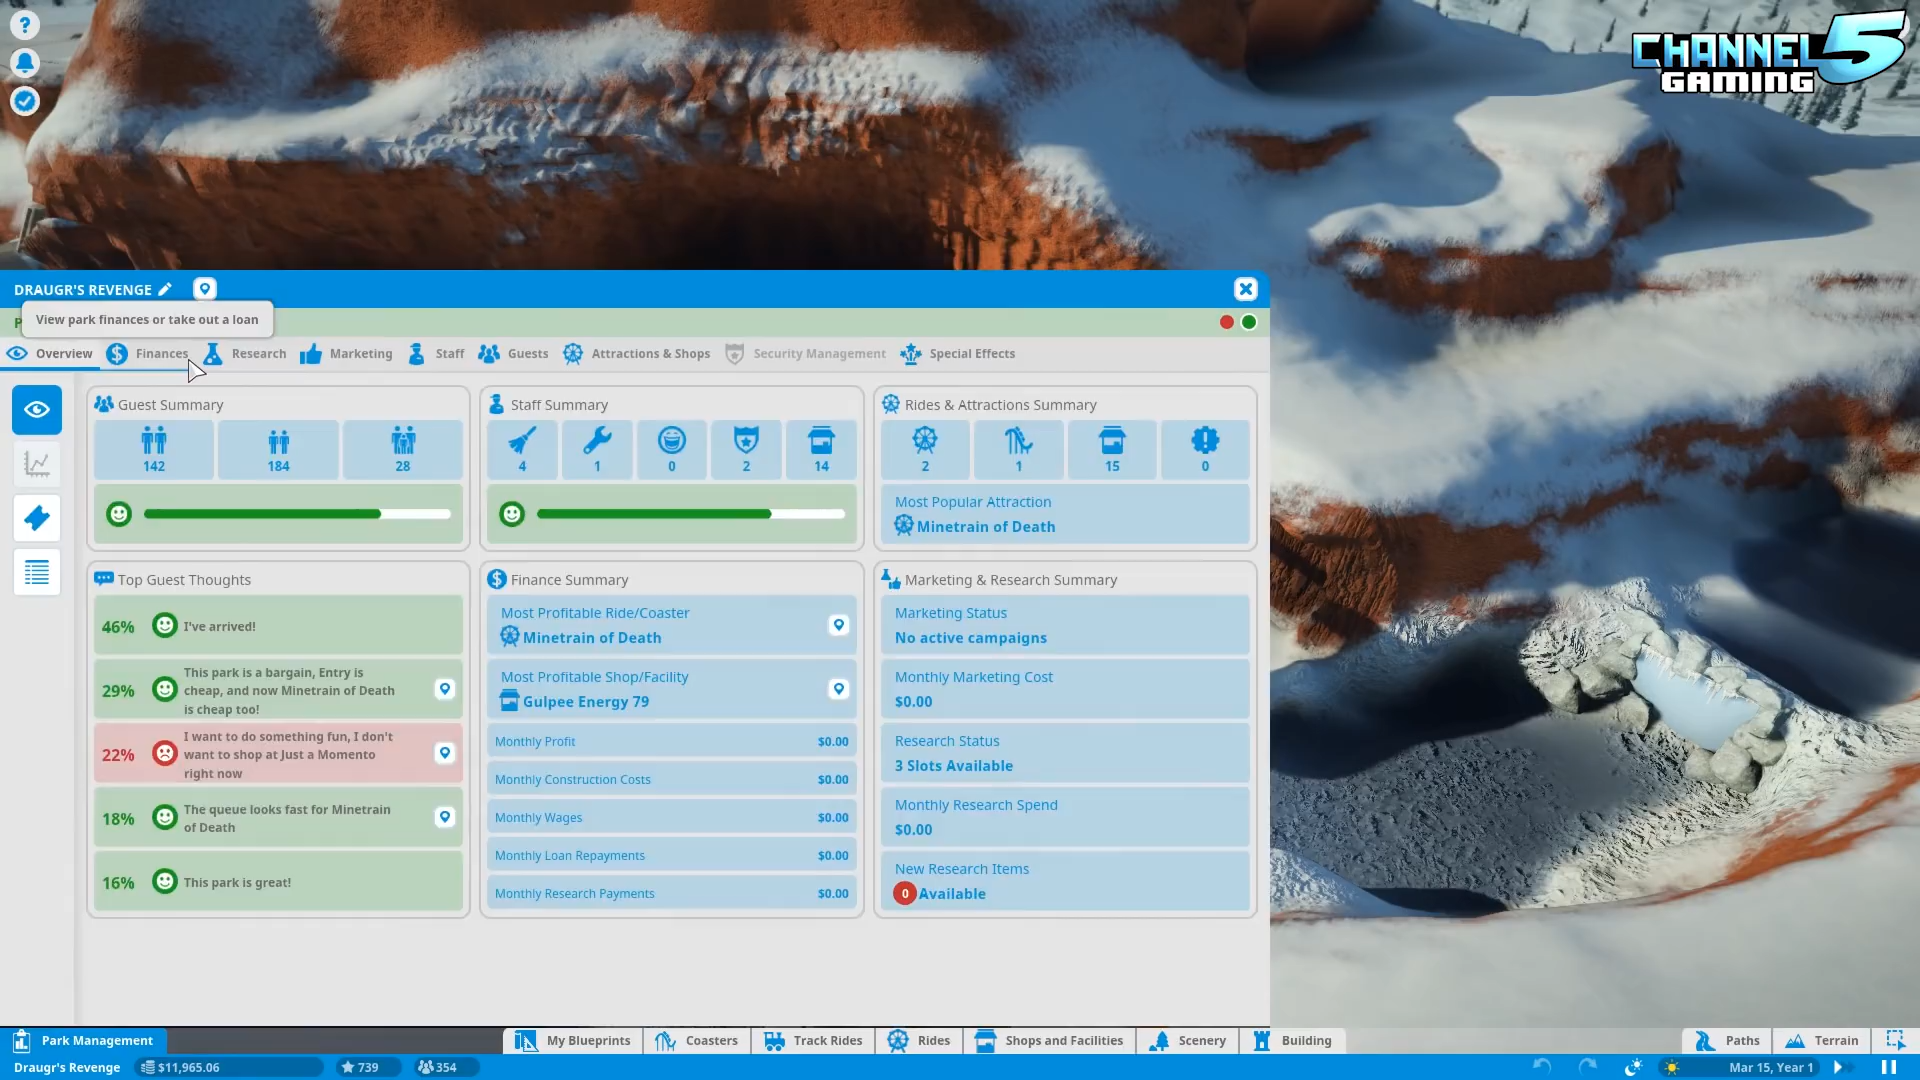 CHANNEL 5
GAMING
DRAUGR'S REVENGE
P
View park finances or take out a loan
Overview
Finances
Research
Marketing
Staff
Guests
Attractions & Shops
Security Management
Special Effects
Guest Summary
142
184
28
Staff Summary
4
1
0
2
14
Rides & Attractions Summary
2
1
15
0
Most Popular Attraction
Minetrain of Death
Top Guest Thoughts
46%
I've arrived!
29%
This park is a bargain, Entry is
cheap, and now Minetrain of Death
is cheap too!
22%
I want to do something fun, I don't
want to shop at Just a Momento
right now
18%
The queue looks fast for Minetrain
of Death
16%
This park is great!
Finance Summary
Most Profitable Ride/Coaster
Minetrain of Death
Most Profitable Shop/Facility
Gulpee Energy 79
Monthly Profit $0.00
Monthly Construction Costs $0.00
Monthly Wages $0.00
Monthly Loan Repayments $0.00
Monthly Research Payments $0.00
Marketing & Research Summary
Marketing Status
No active campaigns
Monthly Marketing Cost
$0.00
Research Status
3 Slots Available
Monthly Research Spend
$0.00
New Research Items
0 Available
Park Management
My Blueprints
Coasters
Track Rides
Rides
Shops and Facilities
Scenery
Building
Paths
Terrain
Draugr's Revenge
$11,965.06
739
354
Mar 15, Year 1